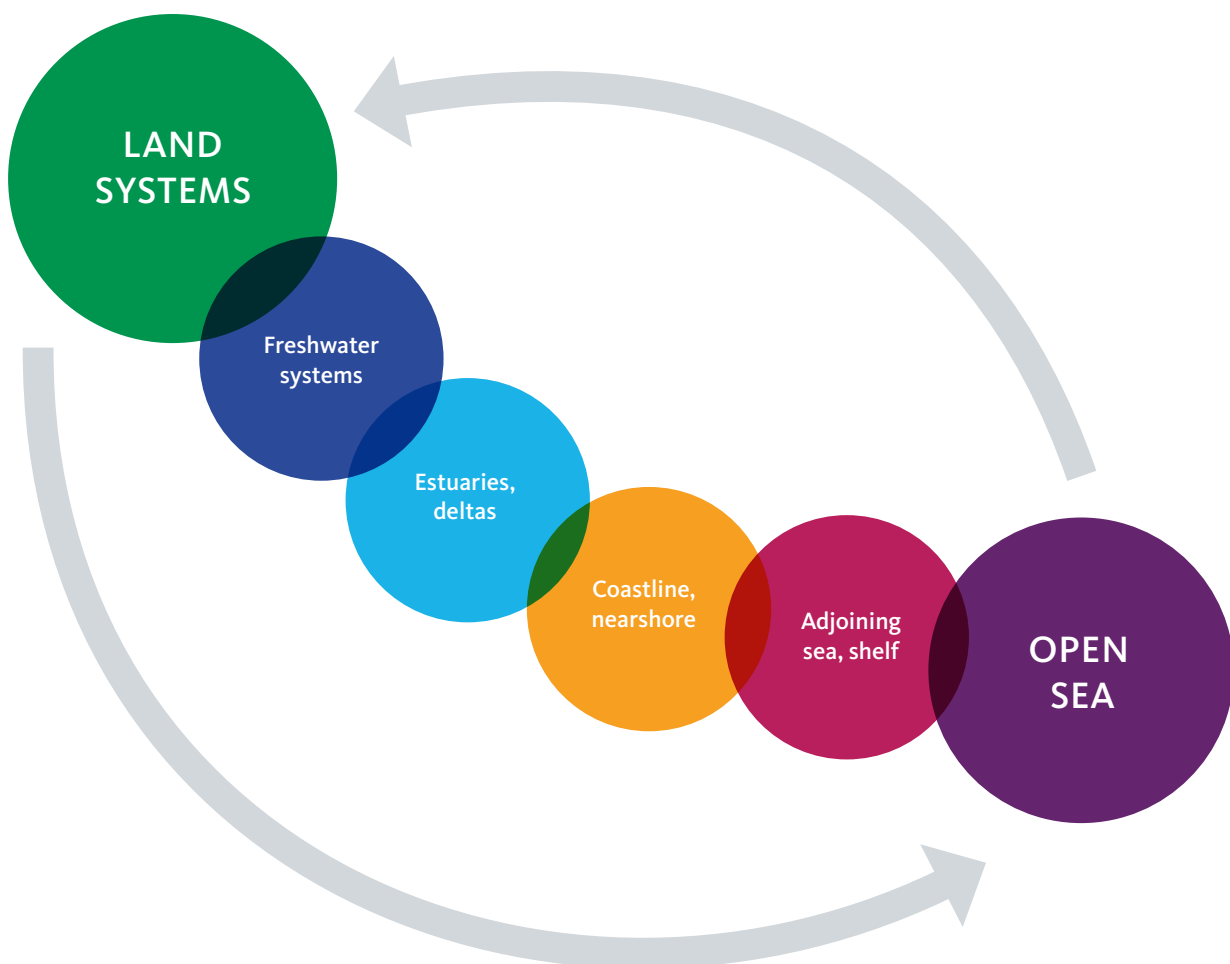 LAND
SYSTEMS
Freshwater
systems
Estuaries,
deltas
Coastline,
nearshore
Adjoining
sea, shelf
OPEN
SEA